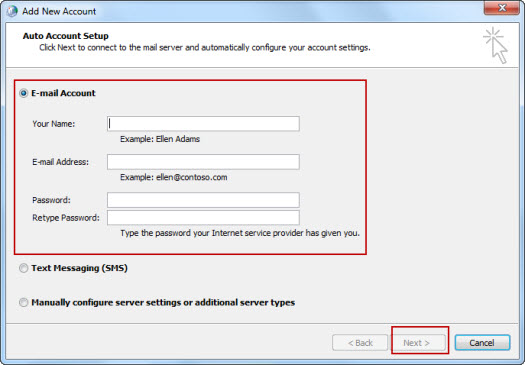 Add New Account
Auto Account Setup
Click Next to connect to the mail server and automatically configure your account settings.
E-mail Account
Your Name:
Example: Ellen Adams
E-mail Address:
Example: ellen@contoso.com
Password:
Retype Password:
Type the password your Internet service provider has given you.
Text Messaging (SMS)
Manually configure server settings or additional server types
< Back Next > Cancel